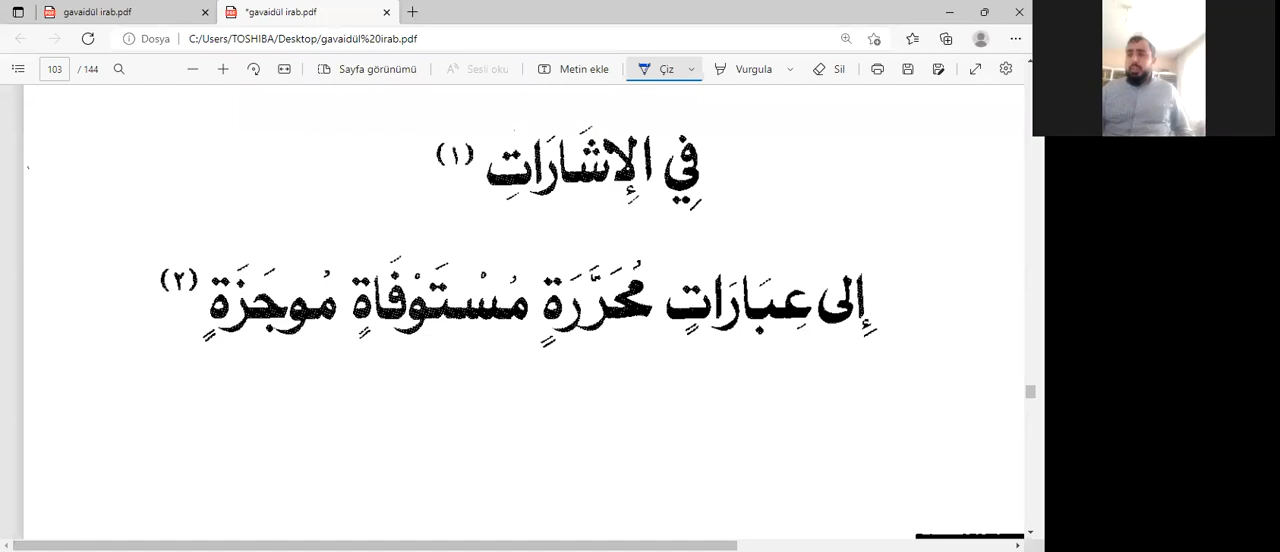 gavaidül irab.pdf
*gavaidül irab.pdf
Dosya
C:/Users/TOSHIBA/Desktop/gavaidül%20irab.pdf
103 / 144
Sayfa görünümü
Sesli oku
Metin ekle
Çiz
Vurgula
Sil
فِي الإِشَارَاتِ (١)
إِلى عِبَارَاتٍ مُحَرَّرَةٍ مُسْتَوْفَاةٍ مُوجَزَةٍ (٢)